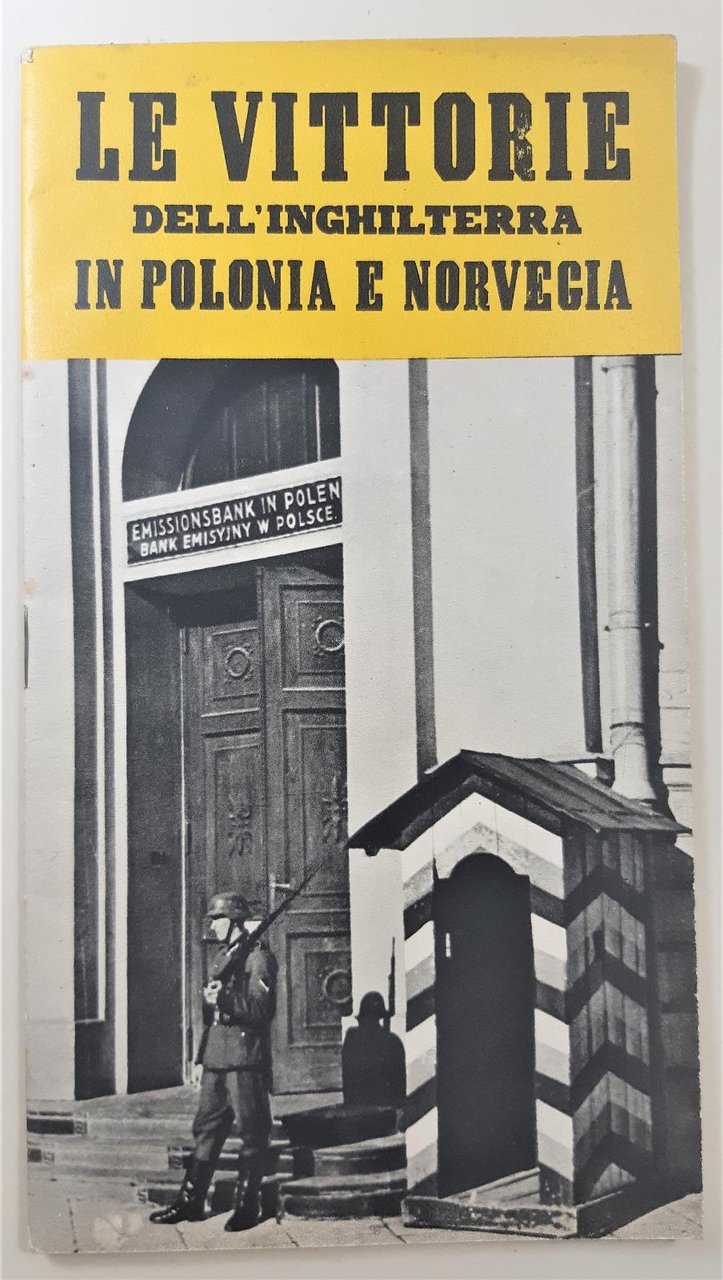 LE VITTORIE
DELL'INGHILTERRA
IN POLONIA E NORVEGIA
EMISSIONSBANK IN POLEN
BANK EMISYJNY W POLSCE.